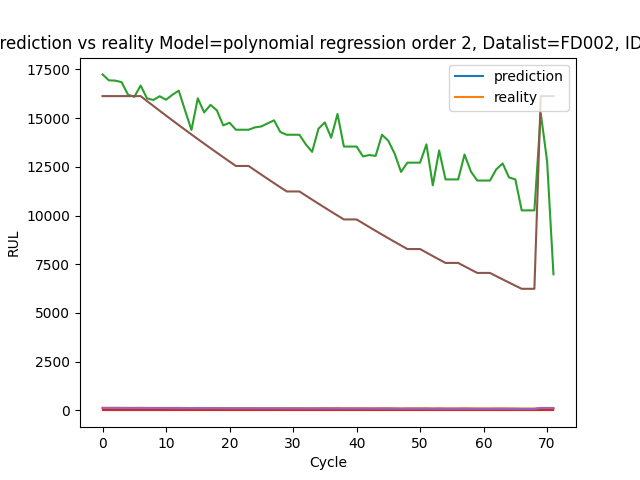 rediction vs reality Model=polynomial regression order 2, Datalist=FD002, ID
17500
15000
12500
10000
7500
5000
2500
0
RUL
prediction
reality
0 10 20 30 40 50 60 70
Cycle